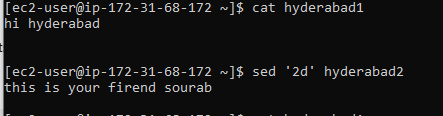 [ec2-user@ip-172-31-68-172 ~]$ cat hyderabad1
hi hyderabad
[ec2-user@ip-172-31-68-172 ~]$ sed '2d' hyderabad2
this is your firend sourab